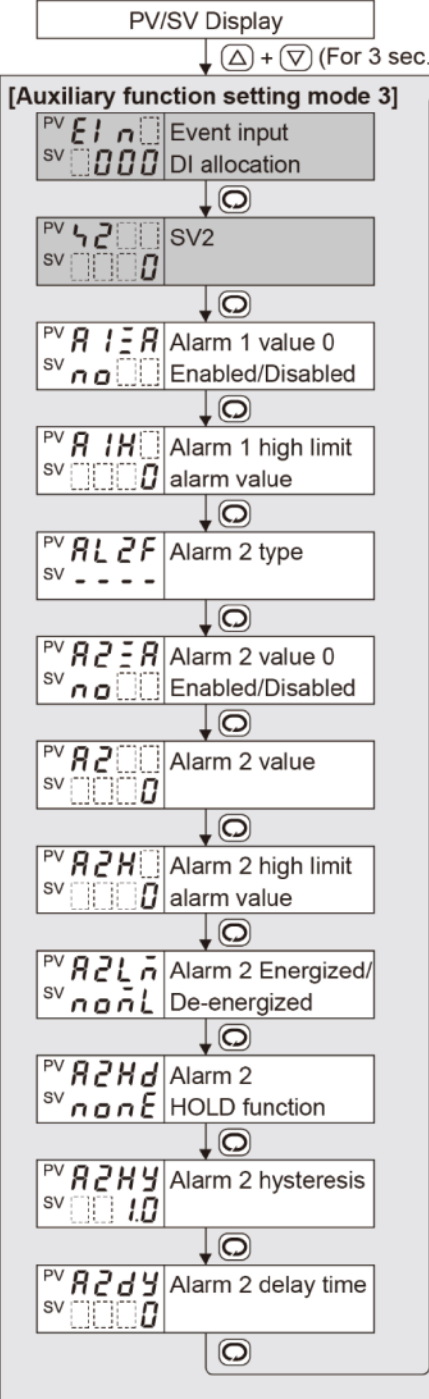 PV/SV Display
△ + ▽ (For 3 sec.
[Auxiliary function setting mode 3]
PV EI n Event input
SV 000 DI allocation
PV S2 SV2
SV 0
PV A1ΞA Alarm 1 value 0
SV no Enabled/Disabled
PV A1H Alarm 1 high limit
SV 0 alarm value
PV AL2F Alarm 2 type
SV - - - -
PV A2ΞA Alarm 2 value 0
SV no Enabled/Disabled
PV A2 Alarm 2 value
SV 0
PV A2H Alarm 2 high limit
SV 0 alarm value
PV A2Lm Alarm 2 Energized/
SV nomL De-energized
PV A2Hd Alarm 2
SV nonE HOLD function
PV A2HY Alarm 2 hysteresis
SV 1.0
PV A2dY Alarm 2 delay time
SV 0